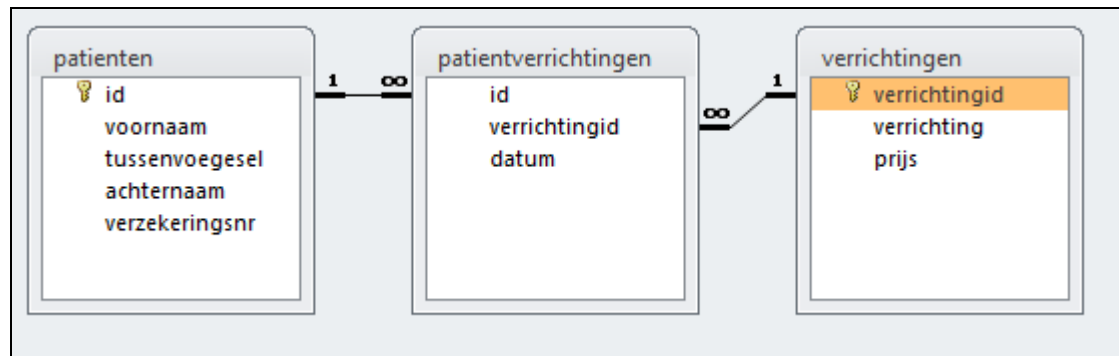 patienten
id
voornaam
tussenvoegesel
achternaam
verzekeringsnr
1
∞
patientverrichtingen
id
verrichtingid
datum
∞
1
verrichtingen
verrichtingid
verrichting
prijs